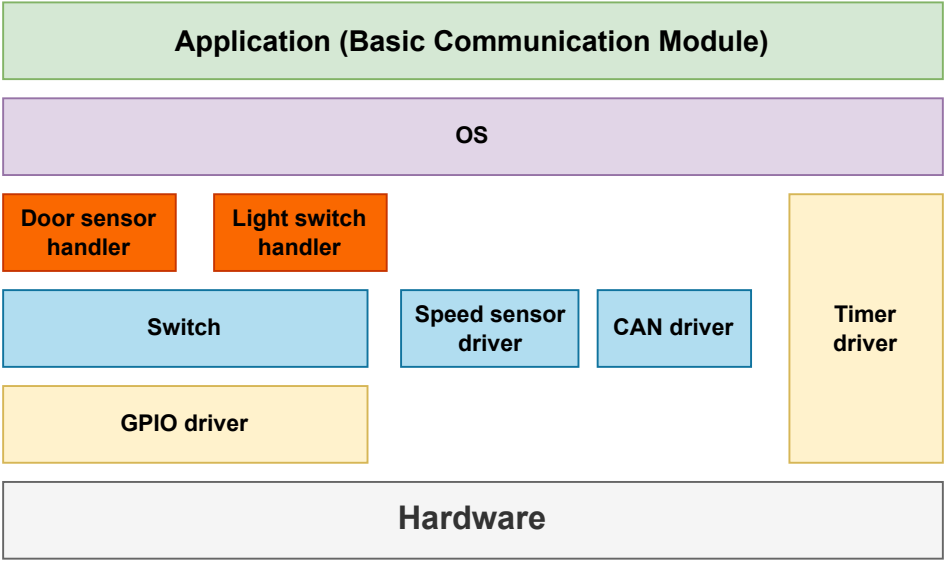 Application (Basic Communication Module)
OS
Door sensor
handler
Light switch
handler
Switch
Speed sensor
driver
CAN driver
Timer
driver
GPIO driver
Hardware